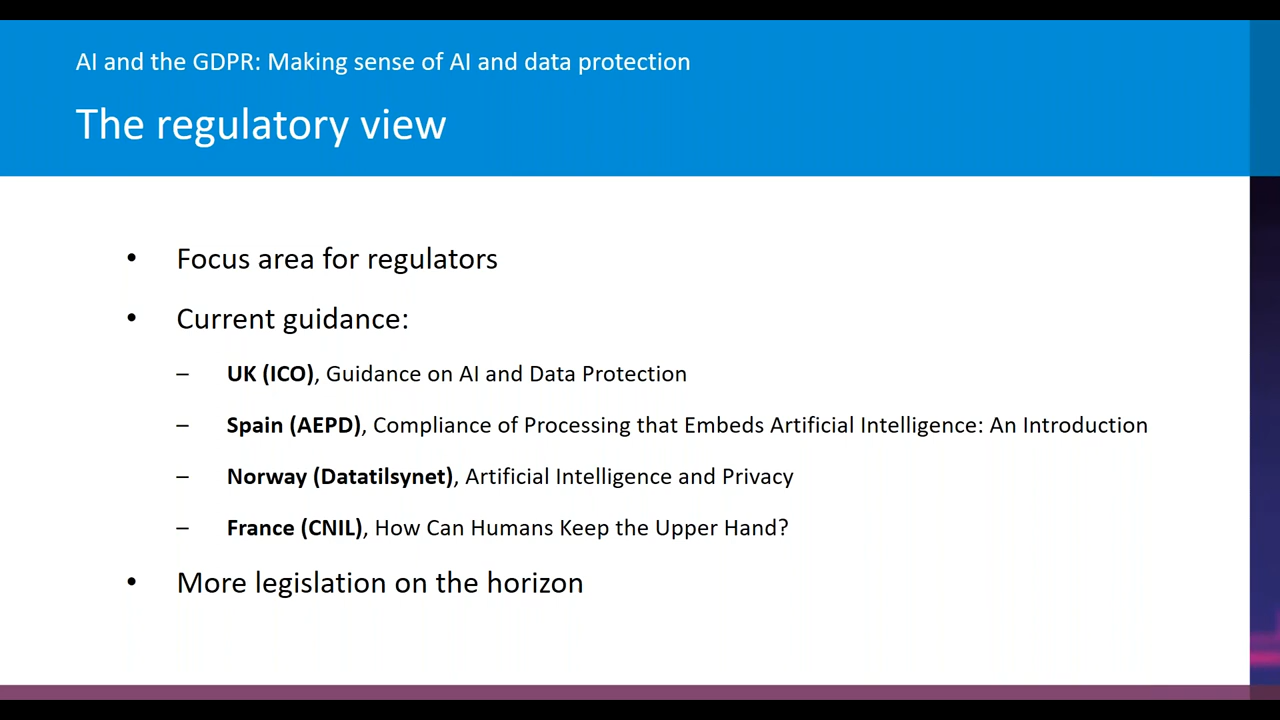 AI and the GDPR: Making sense of AI and data protection
The regulatory view
• Focus area for regulators
• Current guidance:
– UK (ICO), Guidance on AI and Data Protection
– Spain (AEPD), Compliance of Processing that Embeds Artificial Intelligence: An Introduction
– Norway (Datatilsynet), Artificial Intelligence and Privacy
– France (CNIL), How Can Humans Keep the Upper Hand?
• More legislation on the horizon